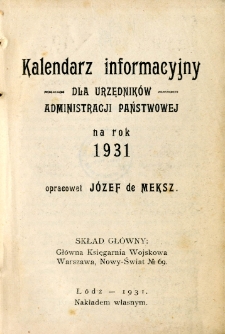 Kalendarz informacyjny
DLA URZĘDNIKÓW
ADMINISTRACJI PAŃSTWOWEJ
na rok
1931
opracował JÓZEF de MEKSZ.
SKŁAD GŁÓWNY:
Główna Księgarnia Wojskowa
Warszawa, Nowy-Świat № 69.
Łódz — 1931.
Nakładem własnym.